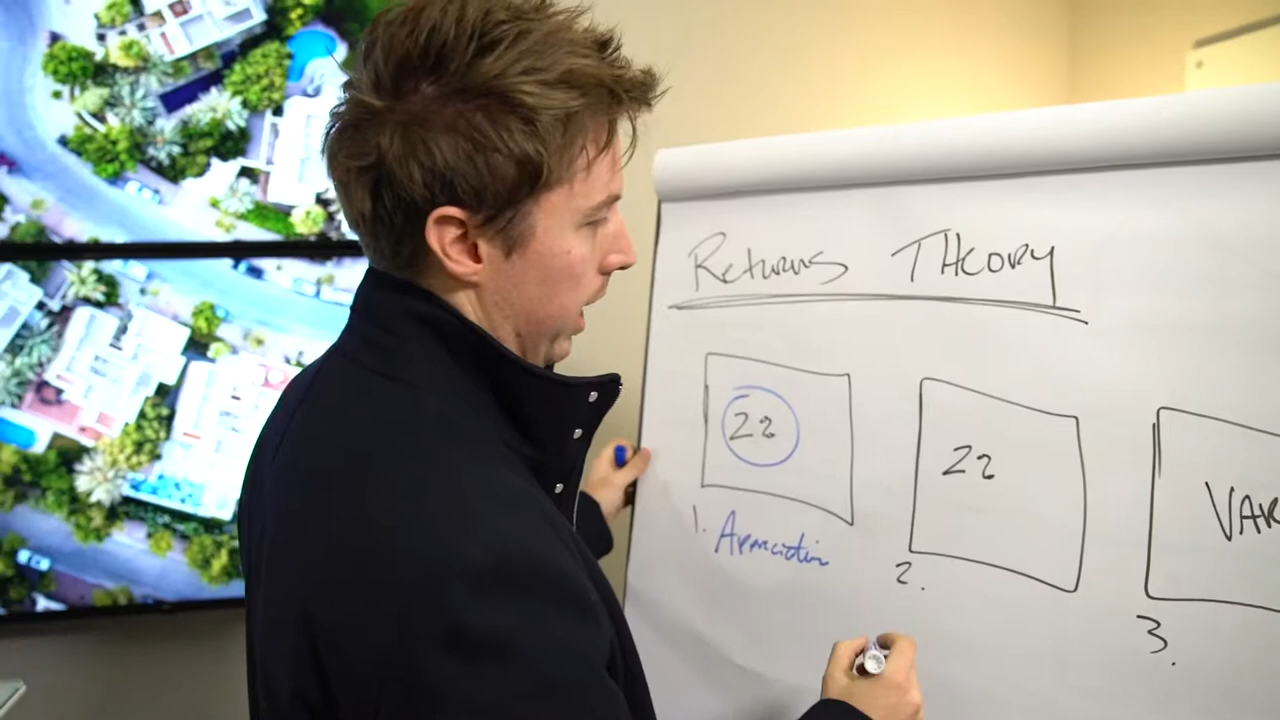 Returns THEORY
22
22
VAR
1. Appreciation
2.
3.